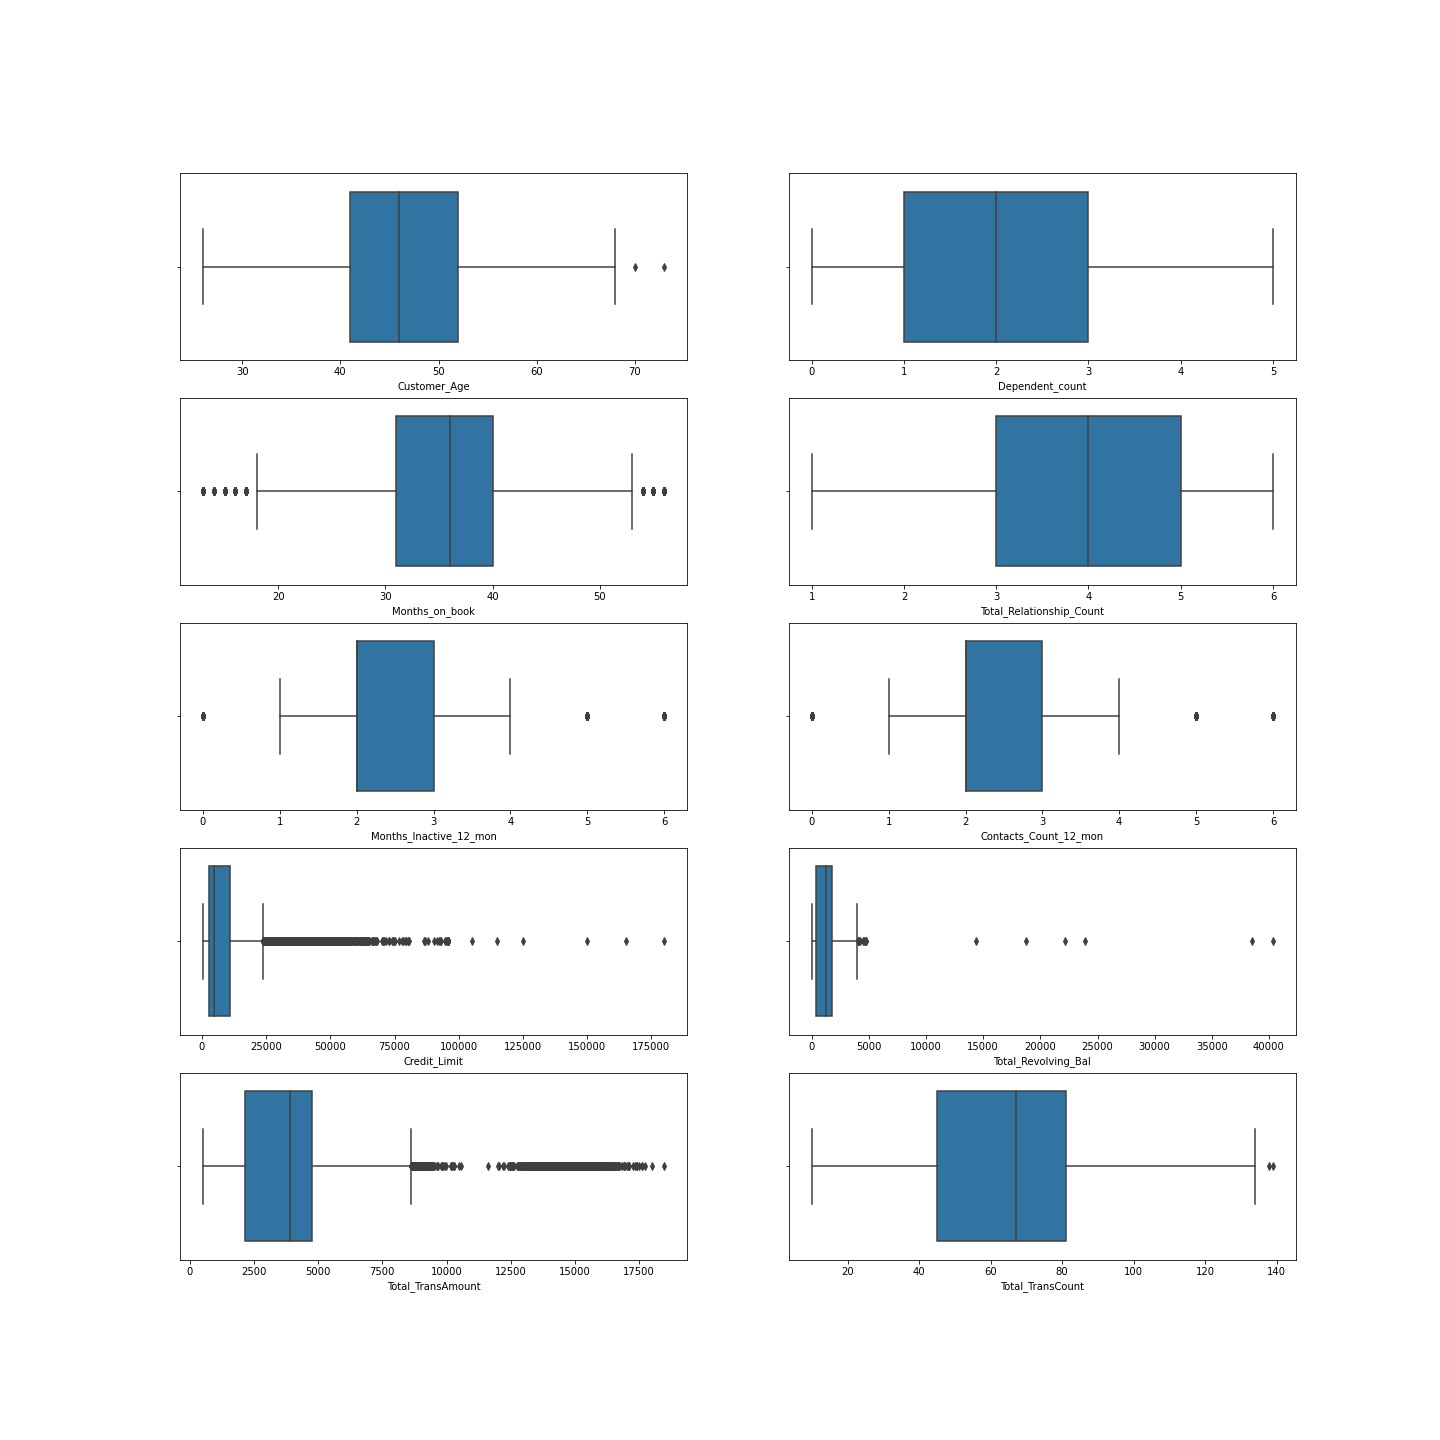 30 40 50 60 70
Customer_Age
0 1 2 3 4 5
Dependent_count
20 30 40 50
Months_on_book
1 2 3 4 5 6
Total_Relationship_Count
0 1 2 3 4 5 6
Months_Inactive_12_mon
0 1 2 3 4 5 6
Contacts_Count_12_mon
0 25000 50000 75000 100000 125000 150000 175000
Credit_Limit
0 5000 10000 15000 20000 25000 30000 35000 40000
Total_Revolving_Bal
0 2500 5000 7500 10000 12500 15000 17500
Total_TransAmount
20 40 60 80 100 120 140
Total_TransCount